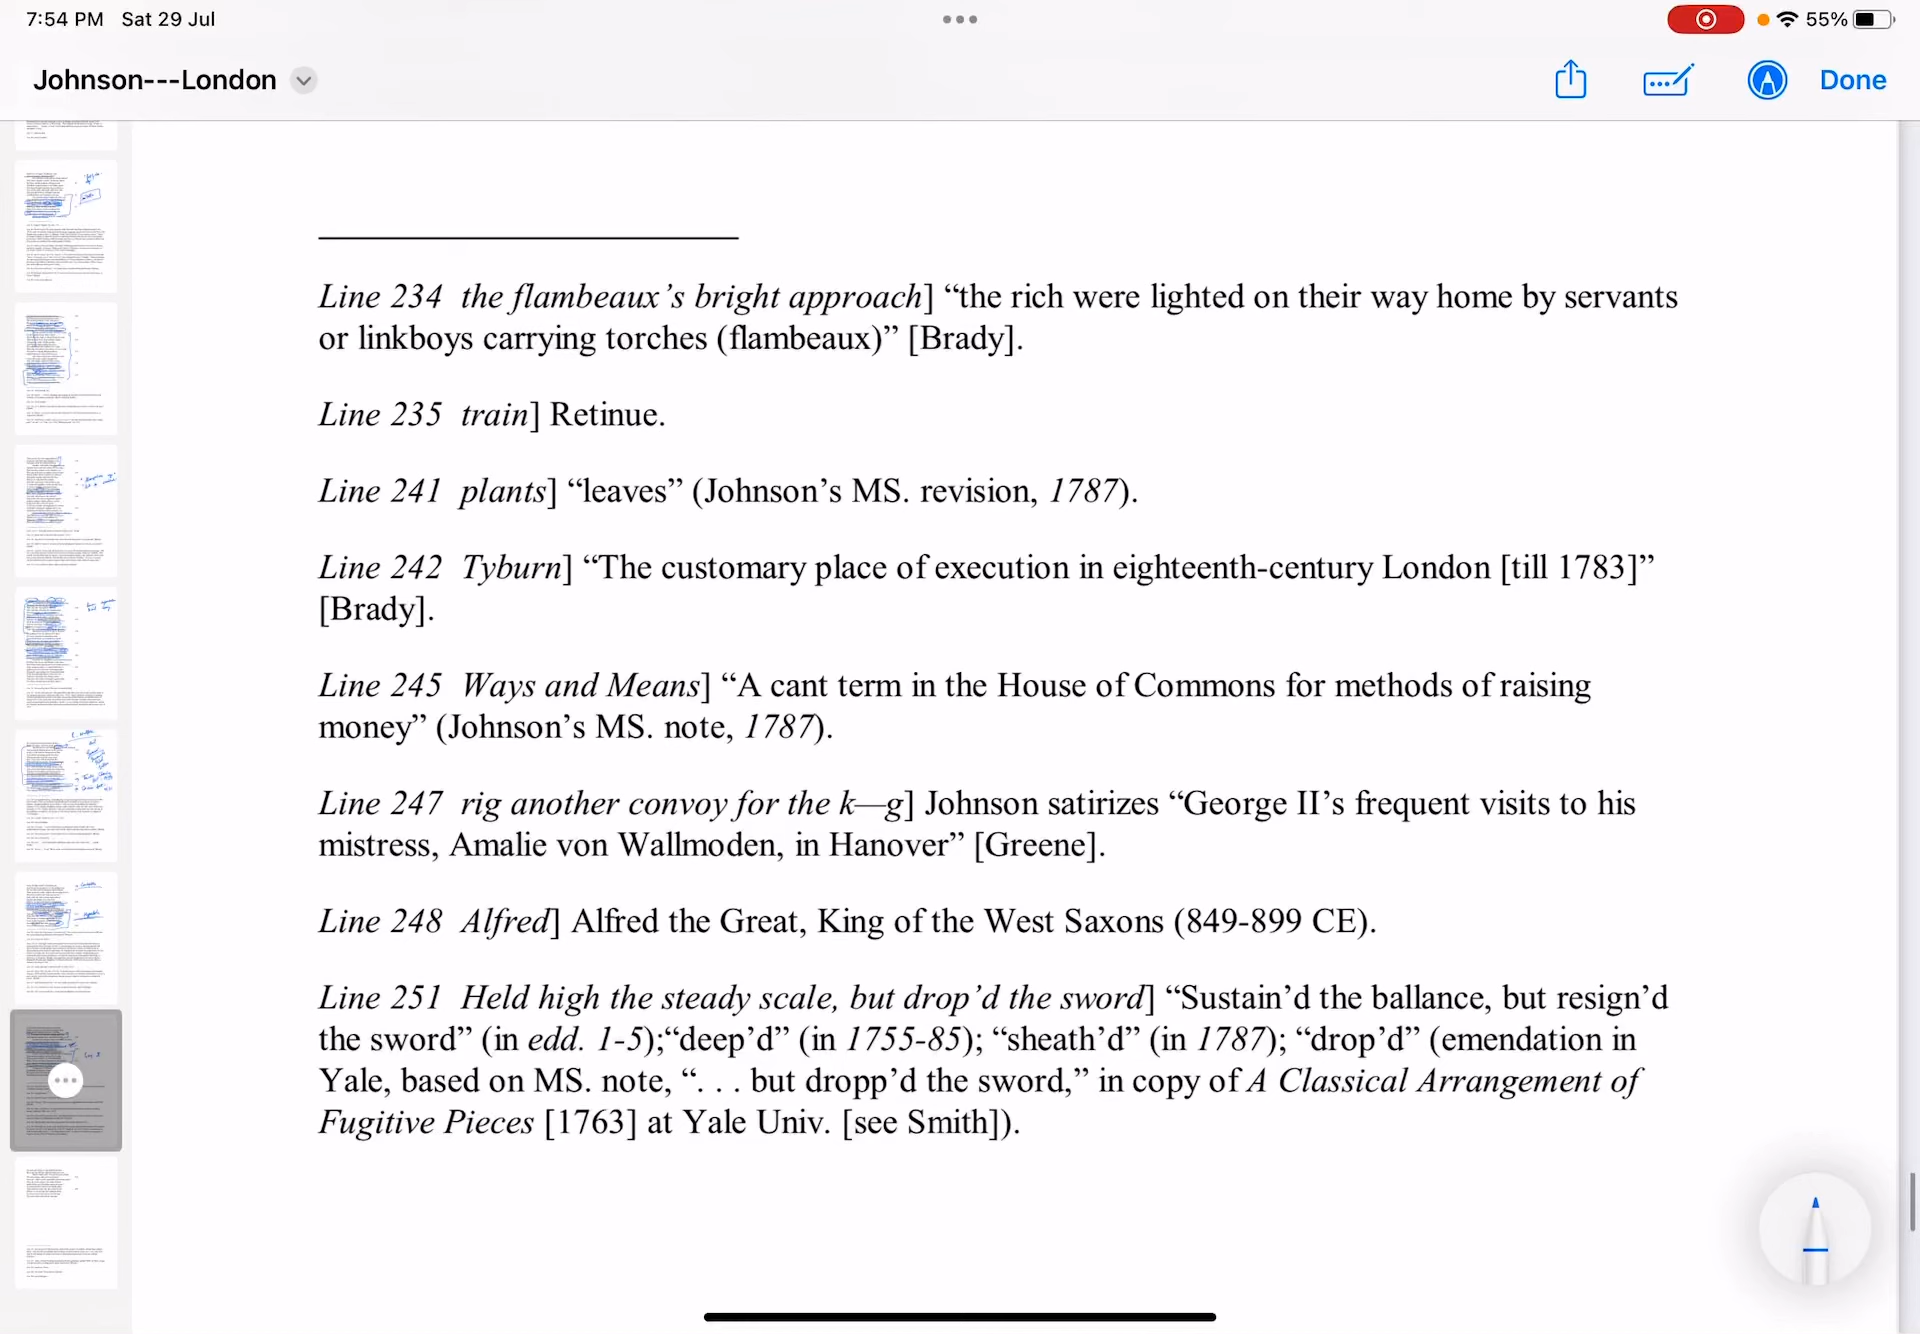 7:54 PM Sat 29 Jul
55%
Johnson---London
Done
Line 234 the flambeaux’s bright approach] “the rich were lighted on their way home by servants
or linkboys carrying torches (flambeaux)” [Brady].
Line 235 train] Retinue.
Line 241 plants] “leaves” (Johnson’s MS. revision, 1787).
Line 242 Tyburn] “The customary place of execution in eighteenth-century London [till 1783]”
[Brady].
Line 245 Ways and Means] “A cant term in the House of Commons for methods of raising
money” (Johnson’s MS. note, 1787).
Line 247 rig another convoy for the k—g] Johnson satirizes “George II’s frequent visits to his
mistress, Amalie von Wallmoden, in Hanover” [Greene].
Line 248 Alfred] Alfred the Great, King of the West Saxons (849-899 CE).
Line 251 Held high the steady scale, but drop’d the sword] “Sustain’d the ballance, but resign’d
the sword” (in edd. 1-5);“deep’d” (in 1755-85); “sheath’d” (in 1787); “drop’d” (emendation in
Yale, based on MS. note, “. . . but dropp’d the sword,” in copy of A Classical Arrangement of
Fugitive Pieces [1763] at Yale Univ. [see Smith]).